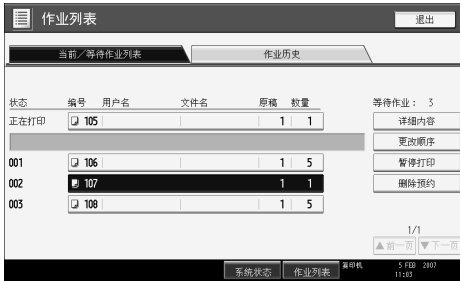 作业列表 退出
当前/等待作业列表 作业历史
状态 编号 用户名 文件名 原稿 数量 等待作业: 3
正在打印 105 1 1 详细内容
更改顺序
001 106 1 5 暂停打印
002 107 1 1 删除预约
003 108 1 5
1/1
▲前一页 ▼下一页
系统状态 作业列表 复印机 5 FEB 2007
11:03